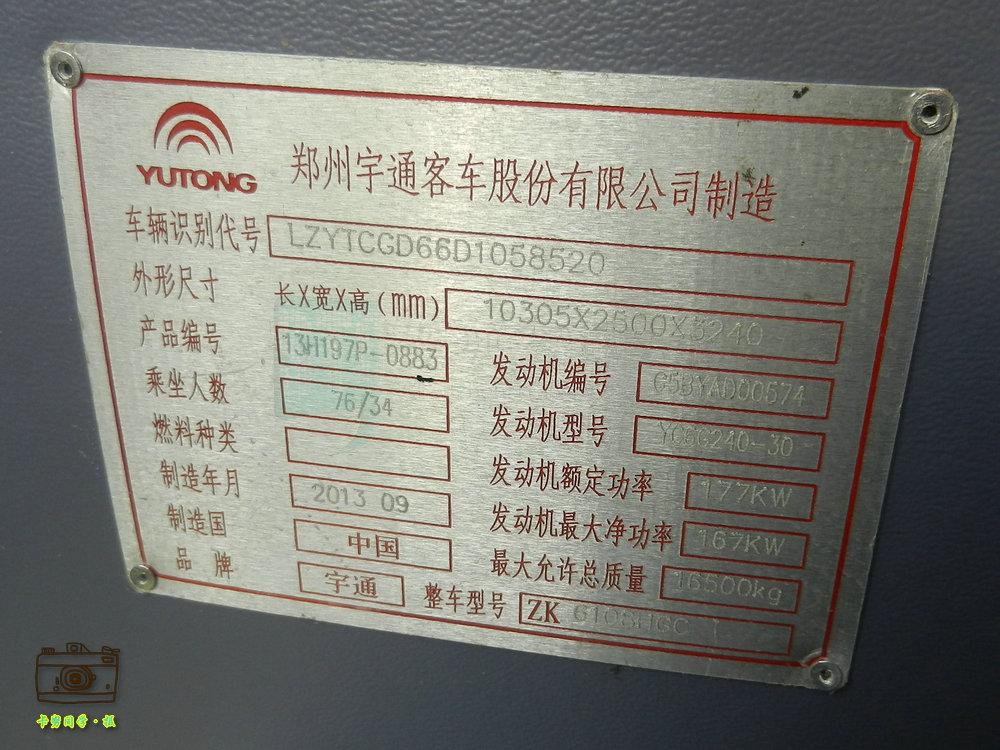 YUTONG
郑州宇通客车股份有限公司制造
车辆识别代号 LZYTCGD66D1058520
外形尺寸 长X宽X高(mm) 10305X2500X3240
产品编号 13H197P-0883 发动机编号 G5BYAD00574
乘坐人数 76/34 发动机型号 YC6G240-30
燃料种类 发动机额定功率 177KW
制造年月 2013 09 发动机最大净功率 167KW
制造国 中国 最大允许总质量 16500kg
品牌 宇通 整车型号 ZK 6108HGC